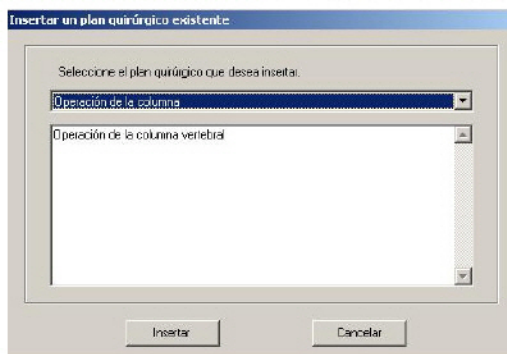 Insertar un plan quirúrgico existente
Seleccione el plan quirúrgico que desea insertar.
Operación de la columna
Operación de la columna vertebral
Insertar
Cancelar